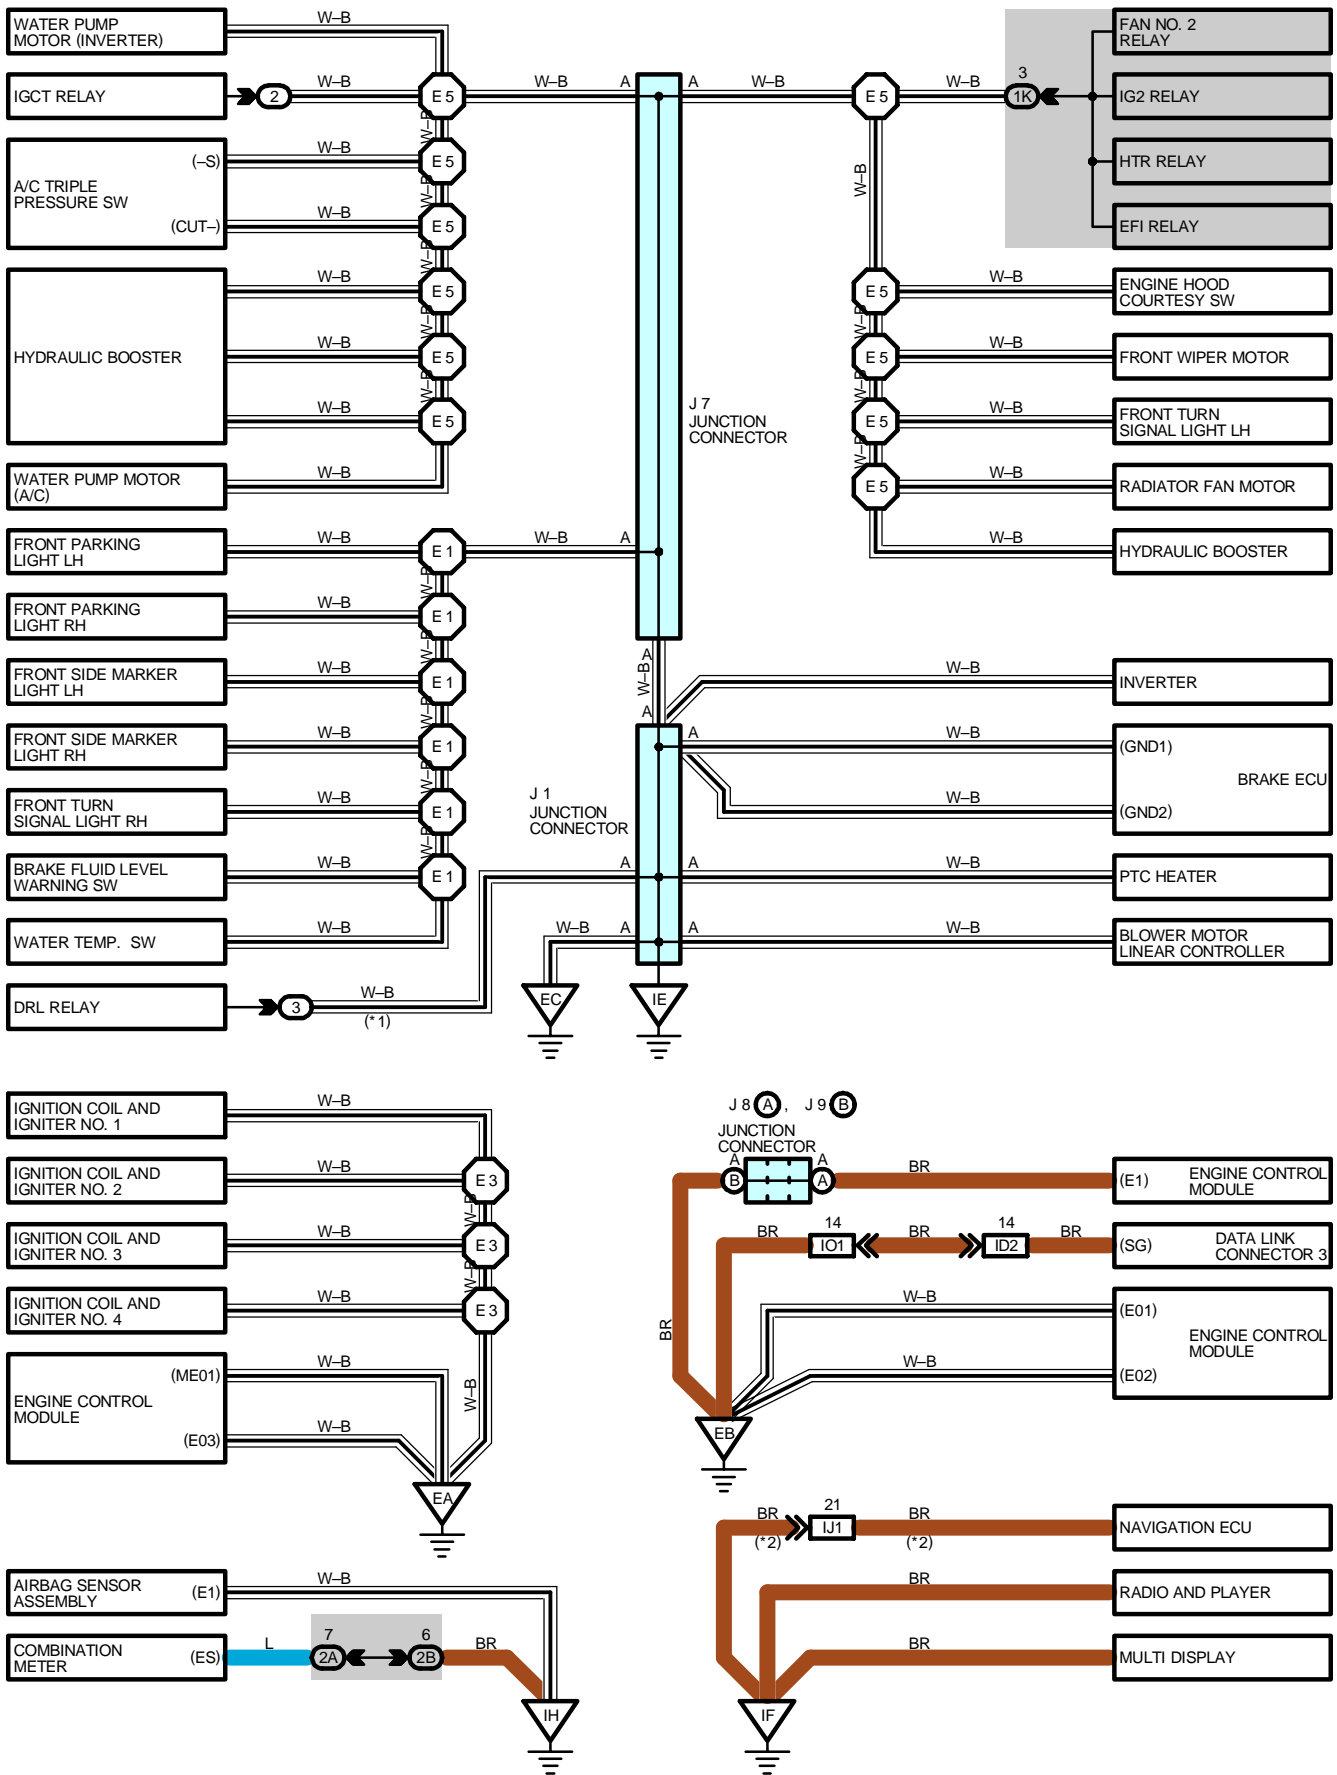 WATER PUMP
MOTOR (INVERTER)
W–B
FAN NO. 2
RELAY
IGCT RELAY
2
W–B
E 5
W–B
A
A
W–B
E 5
W–B
3
1K
IG2 RELAY
W–B
A/C TRIPLE
PRESSURE SW
(–S)
W–B
E 5
W–B
HTR RELAY
W–B
(CUT–)
W–B
E 5
EFI RELAY
W–B
HYDRAULIC BOOSTER
W–B
E 5
E 5
W–B
ENGINE HOOD
COURTESY SW
W–B
W–B
W–B
E 5
E 5
W–B
FRONT WIPER MOTOR
W–B
W–B
W–B
E 5
J 7
JUNCTION
CONNECTOR
E 5
W–B
FRONT TURN
SIGNAL LIGHT LH
W–B
WATER PUMP MOTOR
(A/C)
W–B
E 5
W–B
RADIATOR FAN MOTOR
FRONT PARKING
LIGHT LH
W–B
E 1
W–B
A
W–B
HYDRAULIC BOOSTER
W–B
FRONT PARKING
LIGHT RH
W–B
E 1
W–B
A
W–B
A
FRONT SIDE MARKER
LIGHT LH
W–B
E 1
W–B
INVERTER
W–B
FRONT SIDE MARKER
LIGHT RH
W–B
E 1
A
W–B
(GND1)
BRAKE ECU
W–B
FRONT TURN
SIGNAL LIGHT RH
W–B
E 1
J 1
JUNCTION
CONNECTOR
W–B
(GND2)
W–B
BRAKE FLUID LEVEL
WARNING SW
W–B
E 1
A
A
W–B
PTC HEATER
WATER TEMP. SW
W–B
W–B
A
A
W–B
BLOWER MOTOR
LINEAR CONTROLLER
DRL RELAY
3
W–B
(*1)
EC
IE
IGNITION COIL AND
IGNITER NO. 1
W–B
J 8 A , J 9 B
JUNCTION
CONNECTOR
IGNITION COIL AND
IGNITER NO. 2
W–B
E 3
A
B
A
A
BR
(E1)
ENGINE CONTROL
MODULE
W–B
IGNITION COIL AND
IGNITER NO. 3
W–B
E 3
BR
14
IO1
BR
14
ID2
BR
(SG)
DATA LINK
CONNECTOR 3
W–B
IGNITION COIL AND
IGNITER NO. 4
W–B
E 3
BR
W–B
(E01)
ENGINE CONTROL
MODULE
ENGINE CONTROL
MODULE
(ME01)
W–B
W–B
W–B
(E02)
(E03)
W–B
EB
EA
BR
(*2)
21
IJ1
BR
(*2)
NAVIGATION ECU
AIRBAG SENSOR
ASSEMBLY
(E1)
W–B
BR
RADIO AND PLAYER
COMBINATION
METER
(ES)
L
7
2A
6
2B
BR
BR
MULTI DISPLAY
IH
IF